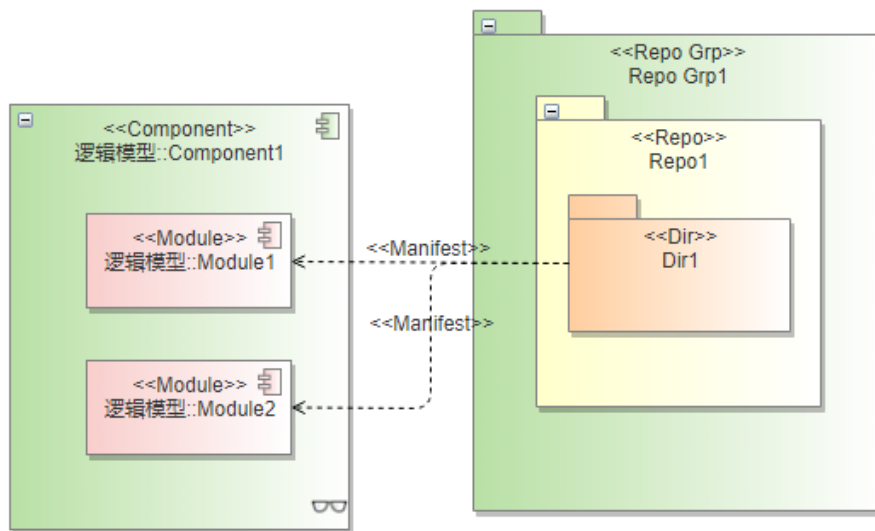 <<Repo Grp>>
Repo Grp1
<<Component>>
逻辑模型::Component1
<<Repo>>
Repo1
<<Module>>
逻辑模型::Module1
<<Manifest>>
<<Dir>>
Dir1
<<Manifest>>
<<Module>>
逻辑模型::Module2